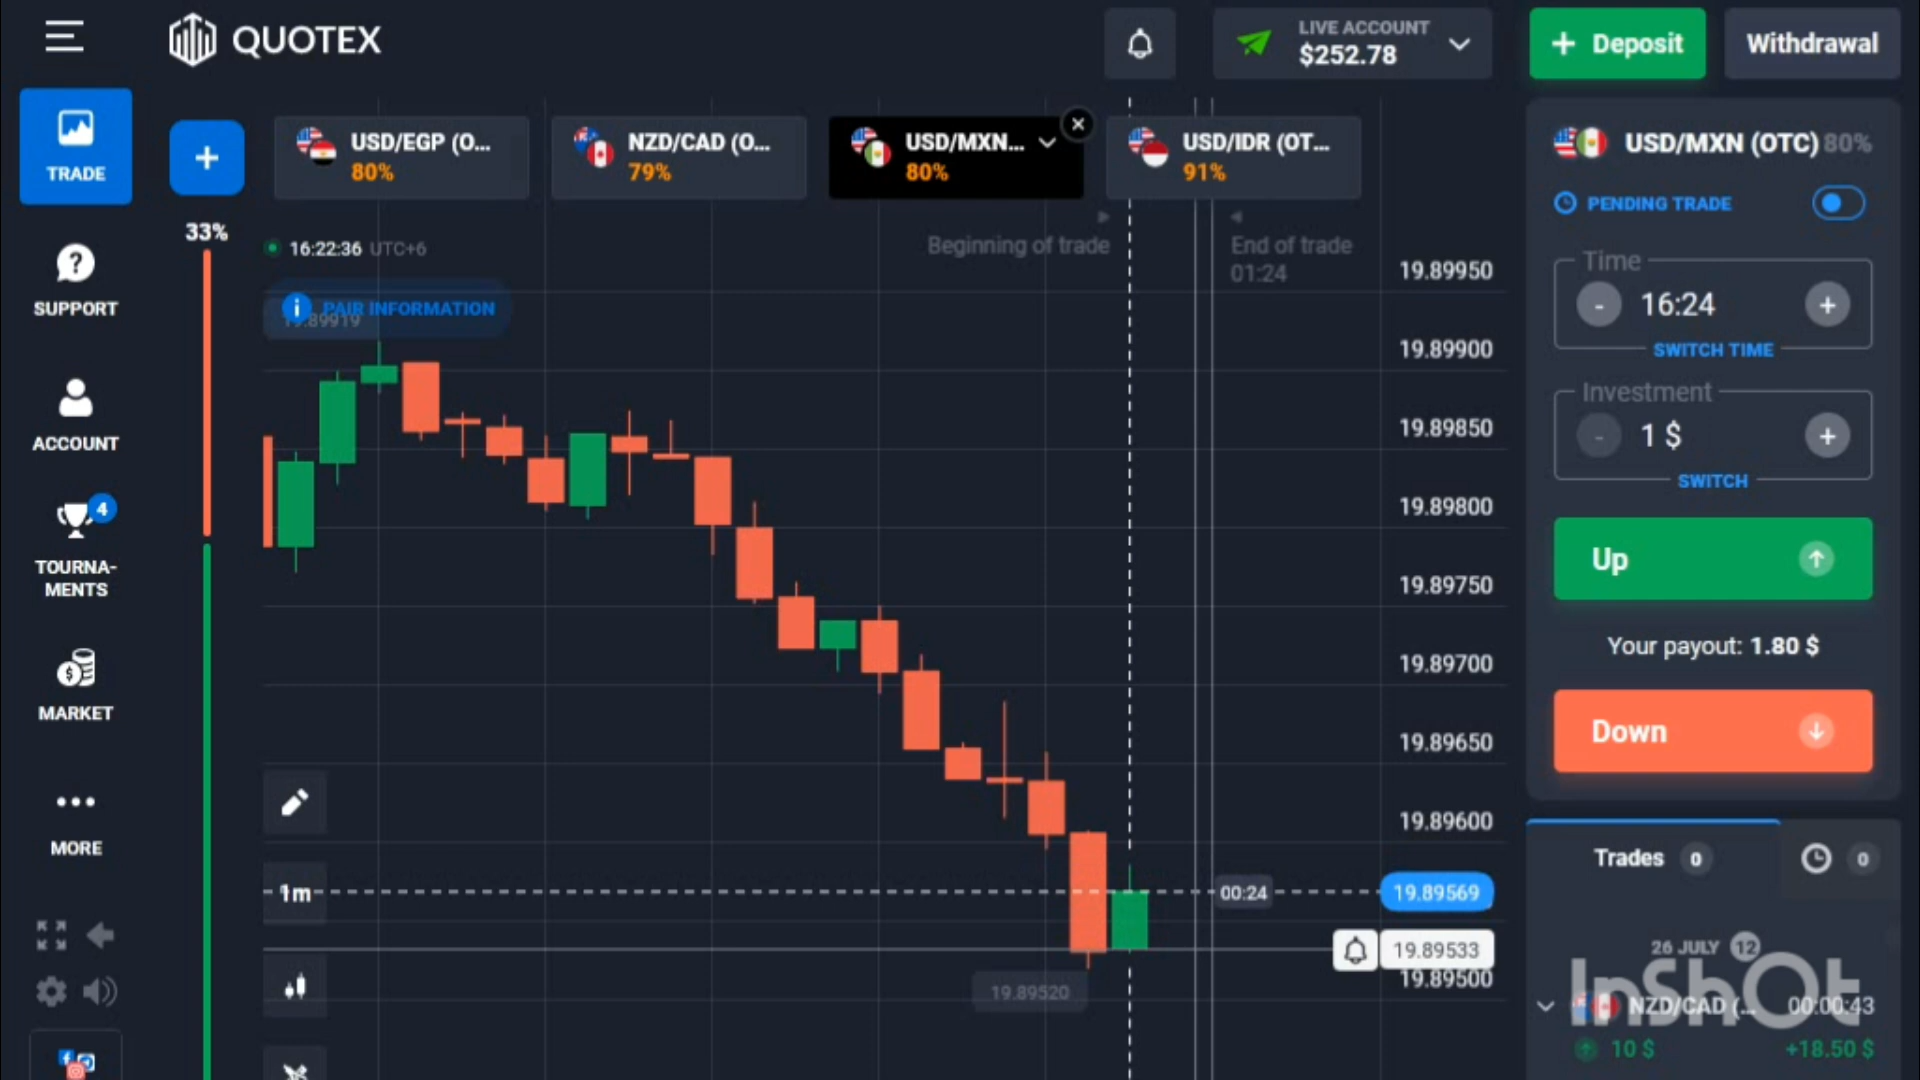 QUOTEX
LIVE ACCOUNT
$252.78
+ Deposit
Withdrawal
TRADE
+
USD/EGP (O...
80%
NZD/CAD (O...
79%
USD/MXN...
80%
USD/IDR (OT...
91%
USD/MXN (OTC) 80%
PENDING TRADE
33%
16:22:36 UTC+6
Beginning of trade
End of trade
01:24
PAIR INFORMATION
19.89919
SUPPORT
ACCOUNT
4
TOURNA-
MENTS
MARKET
MORE
1m
00:24
19.89520
19.89950
19.89900
19.89850
19.89800
19.89750
19.89700
19.89650
19.89600
19.89569
19.89533
19.89500
Time
- 16:24 +
SWITCH TIME
Investment
- 1 $ +
SWITCH
Up
Your payout: 1.80 $
Down
Trades 0
0
26 JULY 12
InShOt
NZD/CAD (... 00:00:43
10 $ +18.50 $